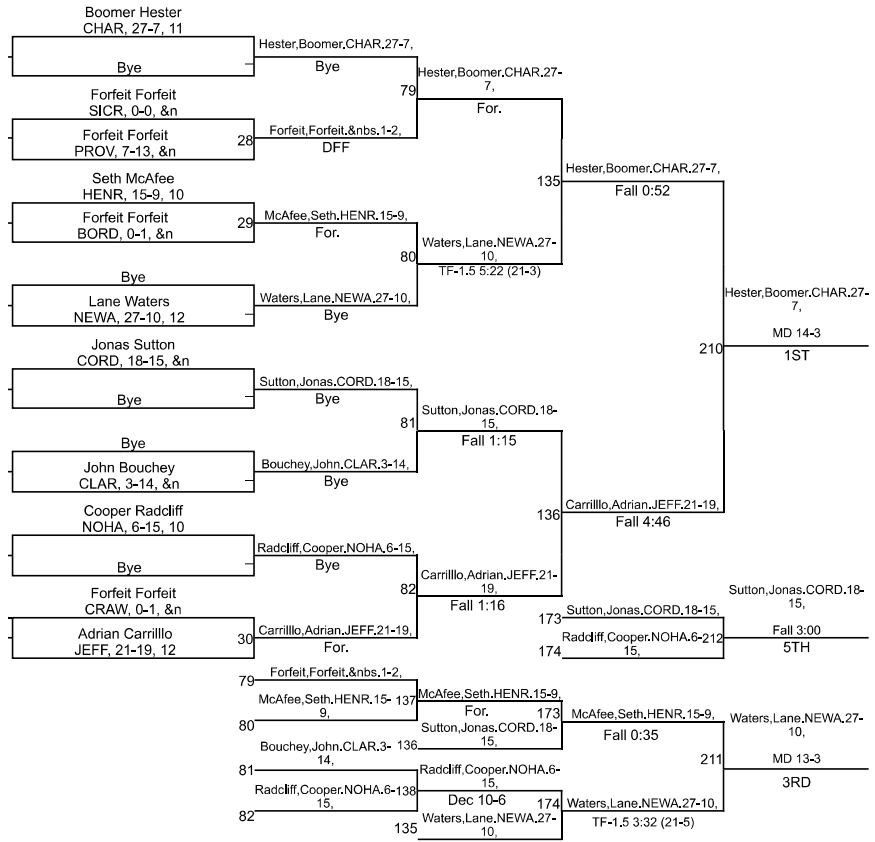 Boomer Hester
CHAR, 27-7, 11
Bye
Forfeit Forfeit
SICR, 0-0, &n
Forfeit Forfeit
PROV, 7-13, &n
28
Seth McAfee
HENR, 15-9, 10
Forfeit Forfeit
BORD, 0-1, &n
29
Bye
Lane Waters
NEWA, 27-10, 12
Jonas Sutton
CORD, 18-15, &n
Bye
Bye
John Bouchey
CLAR, 3-14, &n
Cooper Radcliff
NOHA, 6-15, 10
Bye
Forfeit Forfeit
CRAW, 0-1, &n
Adrian Carrilllo
JEFF, 21-19, 12
30
Hester,Boomer.CHAR.27-7,
Bye
79
Forfeit,Forfeit.&nbs.1-2,
DFF
McAfee,Seth.HENR.15-9,
For.
80
Waters,Lane.NEWA.27-10,
Bye
Sutton,Jonas.CORD.18-15,
Bye
81
Bouchey,John.CLAR.3-14,
Bye
Radcliff,Cooper.NOHA.6-15,
Bye
82
Carrilllo,Adrian.JEFF.21-19,
For.
Hester,Boomer.CHAR.27-
7,
For.
135
Waters,Lane.NEWA.27-
10,
TF-1.5 5:22 (21-3)
Sutton,Jonas.CORD.18-
15,
Fall 1:15
136
Carrilllo,Adrian.JEFF.21-
19,
Fall 1:16
Hester,Boomer.CHAR.27-7,
Fall 0:52
210
Carrilllo,Adrian.JEFF.21-19,
Fall 4:46
Hester,Boomer.CHAR.27-
7,
MD 14-3
1ST
173
Sutton,Jonas.CORD.18-15,
174
Radcliff,Cooper.NOHA.6-
15,
212
Sutton,Jonas.CORD.18-
15,
Fall 3:00
5TH
79
Forfeit,Forfeit.&nbs.1-2,
80
McAfee,Seth.HENR.15-
9,
137
81
Bouchey,John.CLAR.3-
14,
82
Radcliff,Cooper.NOHA.6-
15,
138
McAfee,Seth.HENR.15-9,
For.
173
136
Sutton,Jonas.CORD.18-
15,
Radcliff,Cooper.NOHA.6-
15,
Dec 10-6
174
135
Waters,Lane.NEWA.27-
10,
McAfee,Seth.HENR.15-9,
Fall 0:35
211
Waters,Lane.NEWA.27-10,
TF-1.5 3:32 (21-5)
Waters,Lane.NEWA.27-
10,
MD 13-3
3RD